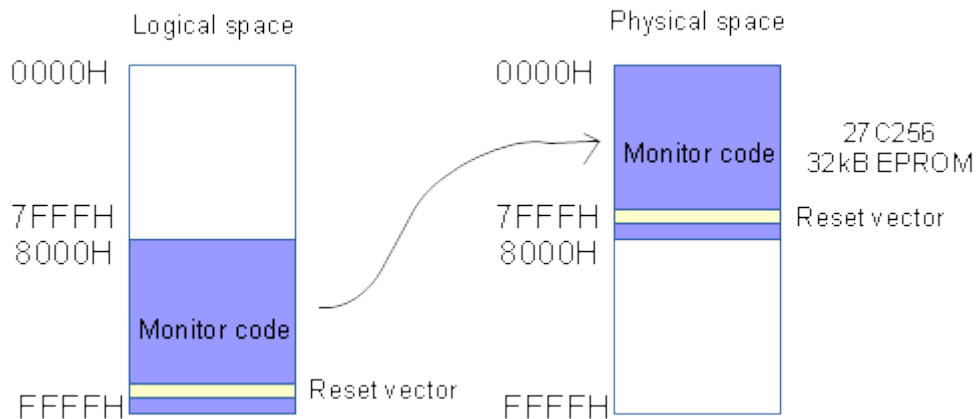 Logical space
0000H
7FFFH
8000H
Monitor code
Reset vector
FFFFH
Physical space
0000H
Monitor code
27C256
32kB EPROM
7FFFH
Reset vector
8000H
FFFFH